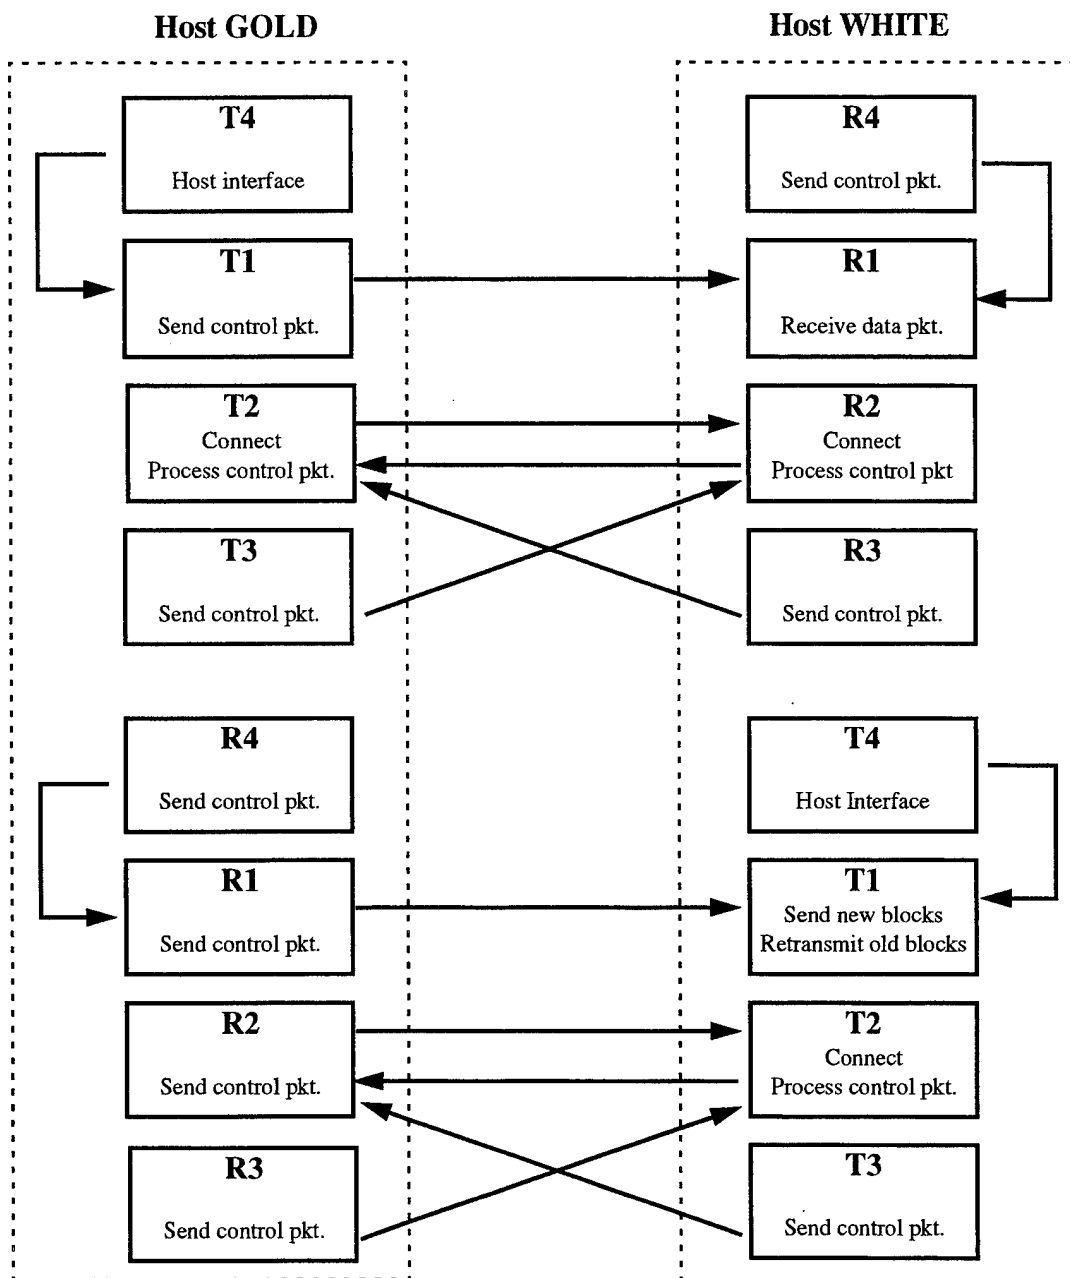 Host GOLD
Host WHITE
T4
Host interface
R4
Send control pkt.
T1
Send control pkt.
R1
Receive data pkt.
T2
Connect
Process control pkt.
R2
Connect
Process control pkt
T3
Send control pkt.
R3
Send control pkt.
R4
Send control pkt.
T4
Host Interface
R1
Send control pkt.
T1
Send new blocks
Retransmit old blocks
R2
Send control pkt.
T2
Connect
Process control pkt.
R3
Send control pkt.
T3
Send control pkt.